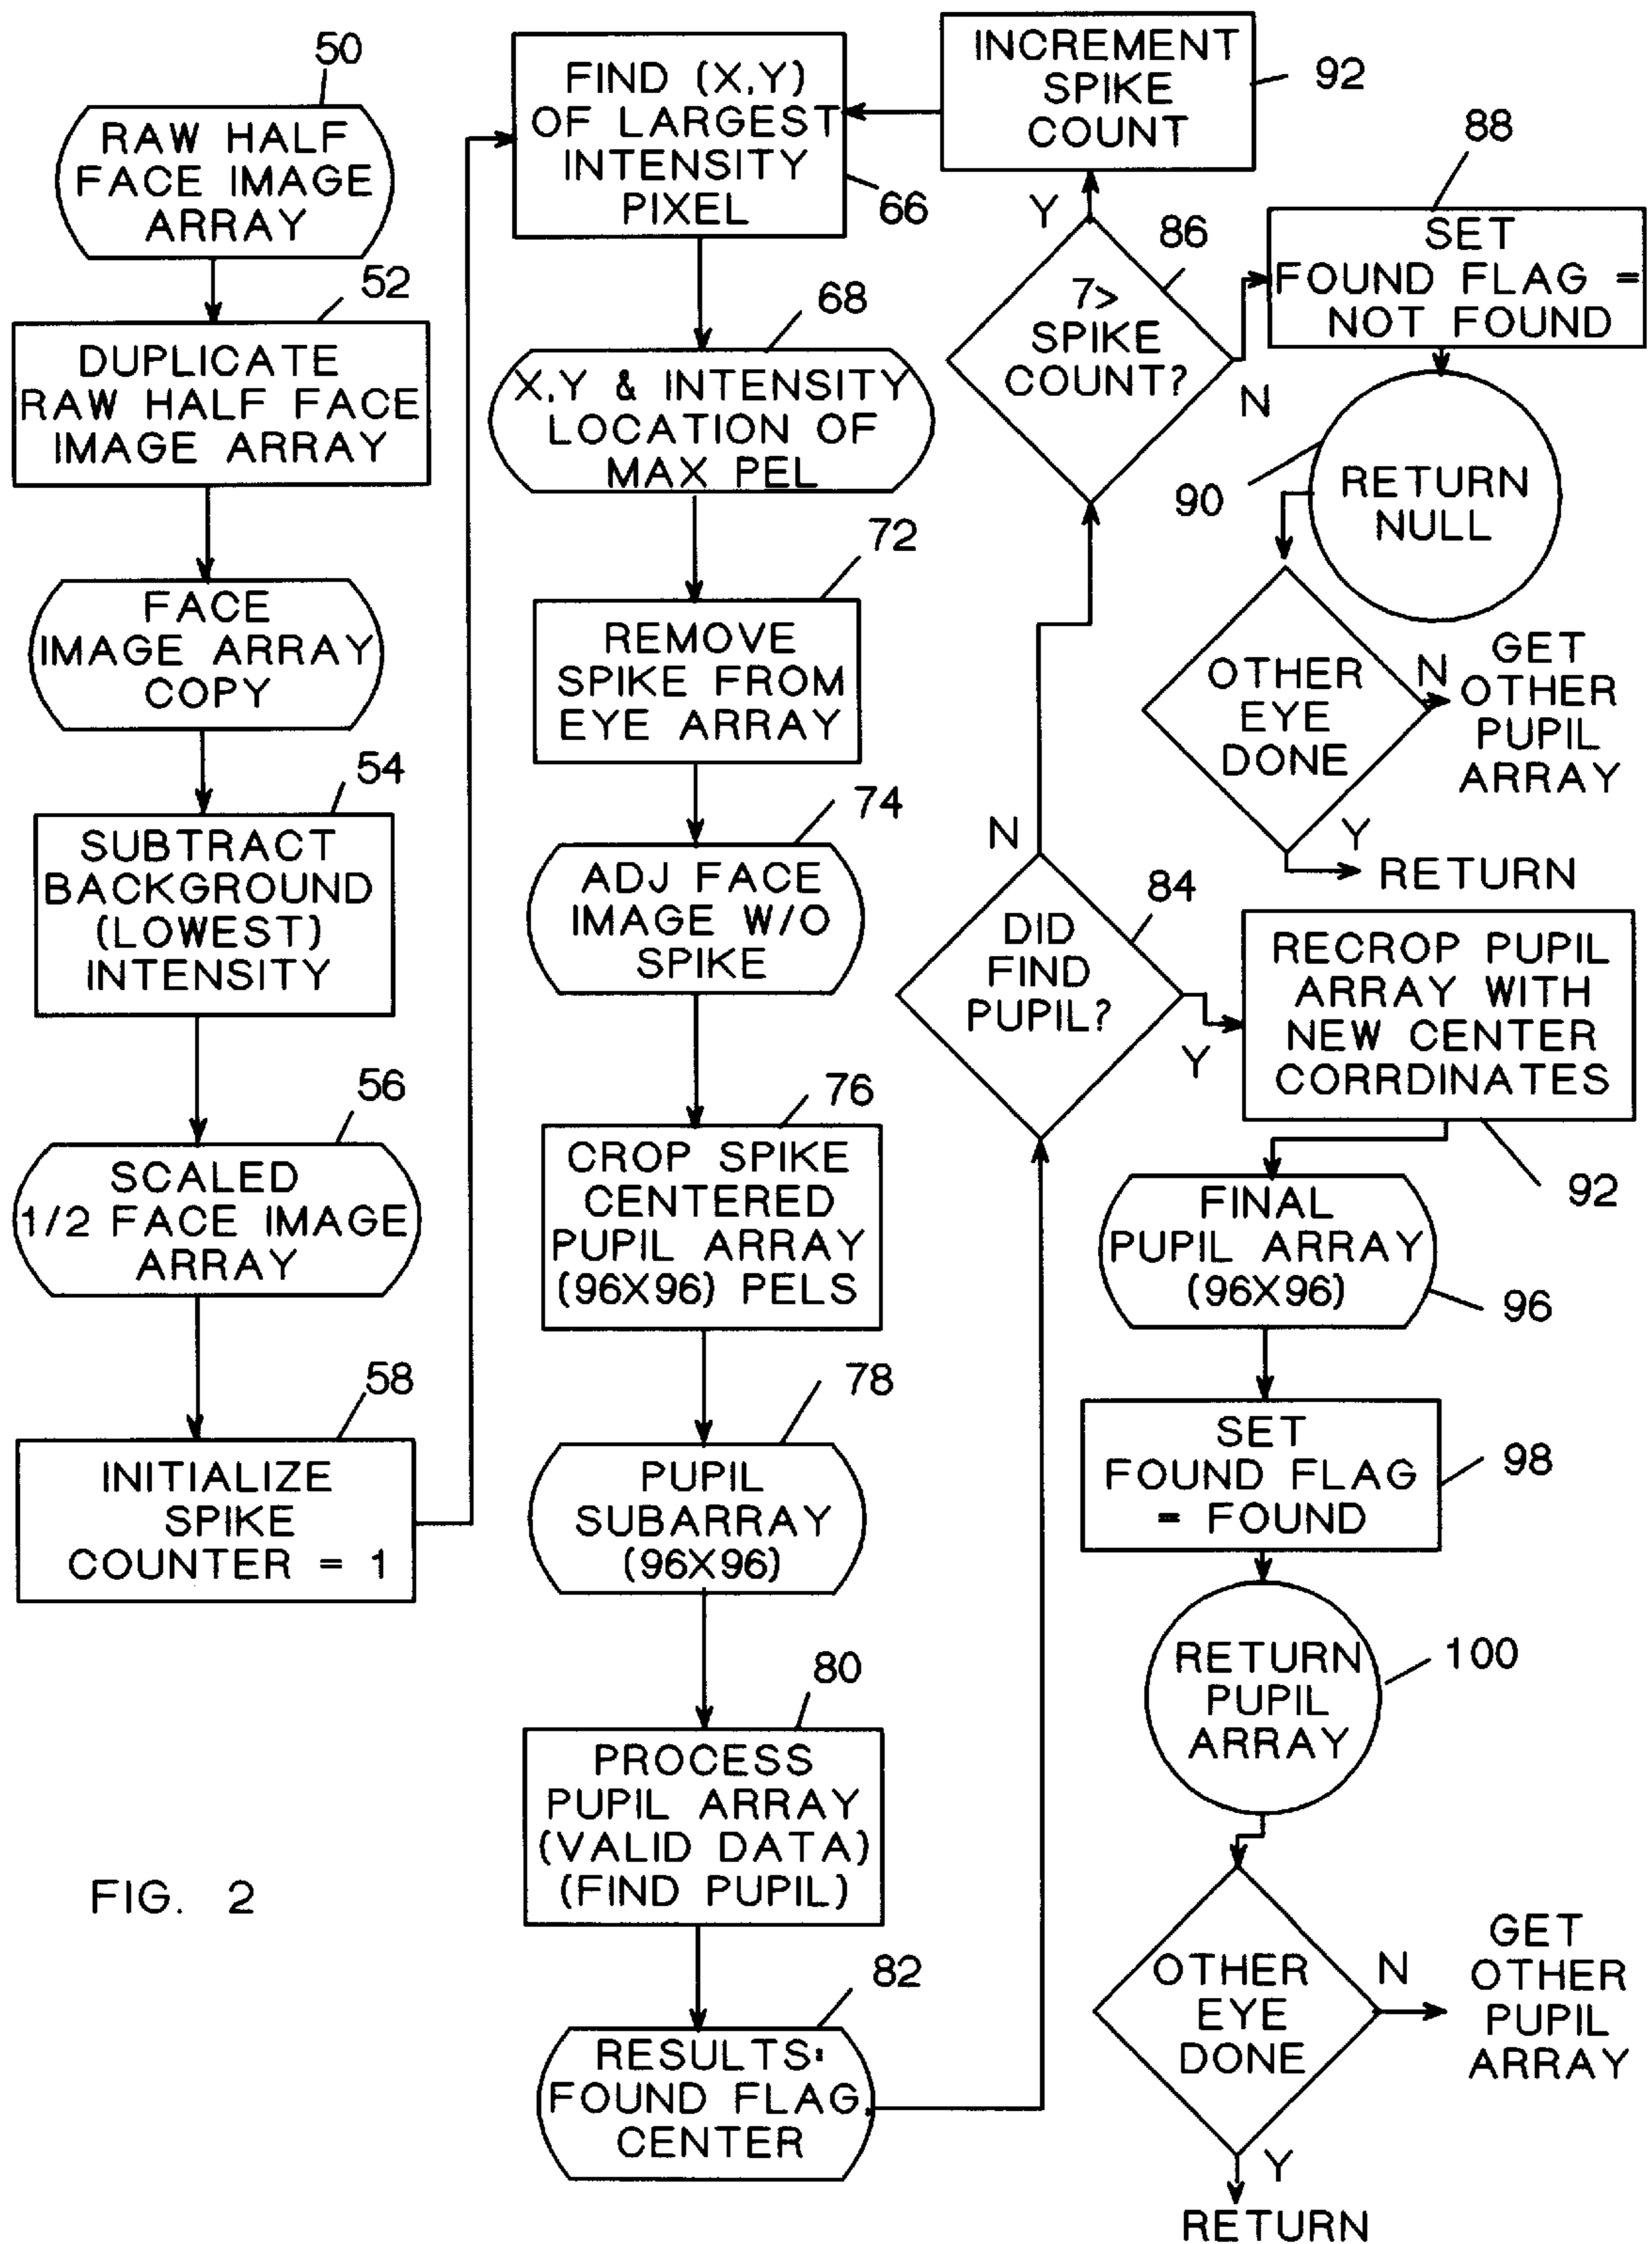 50
RAW HALF
FACE IMAGE
ARRAY
52
DUPLICATE
RAW HALF FACE
IMAGE ARRAY
FACE
IMAGE ARRAY
COPY
54
SUBTRACT
BACKGROUND
(LOWEST)
INTENSITY
56
SCALED
1/2 FACE IMAGE
ARRAY
58
INITIALIZE
SPIKE
COUNTER = 1
FIND (X,Y)
OF LARGEST
INTENSITY
PIXEL
66
68
X,Y & INTENSITY
LOCATION OF
MAX PEL
72
REMOVE
SPIKE FROM
EYE ARRAY
74
ADJ FACE
IMAGE W/O
SPIKE
76
CROP SPIKE
CENTERED
PUPIL ARRAY
(96X96) PELS
78
PUPIL
SUBARRAY
(96X96)
80
PROCESS
PUPIL ARRAY
(VALID DATA)
(FIND PUPIL)
82
RESULTS:
FOUND FLAG,
CENTER
INCREMENT
SPIKE
COUNT
92
Y
86
7>
SPIKE
COUNT?
N
88
SET
FOUND FLAG =
NOT FOUND
90
RETURN
NULL
OTHER
EYE
DONE
N
GET
OTHER
PUPIL
ARRAY
Y
RETURN
N
84
DID
FIND
PUPIL?
Y
RECROP PUPIL
ARRAY WITH
NEW CENTER
CORRDINATES
92
FINAL
PUPIL ARRAY
(96X96)
96
SET
FOUND FLAG
= FOUND
98
RETURN
PUPIL
ARRAY
100
OTHER
EYE
DONE
N
GET
OTHER
PUPIL
ARRAY
Y
RETURN
FIG. 2